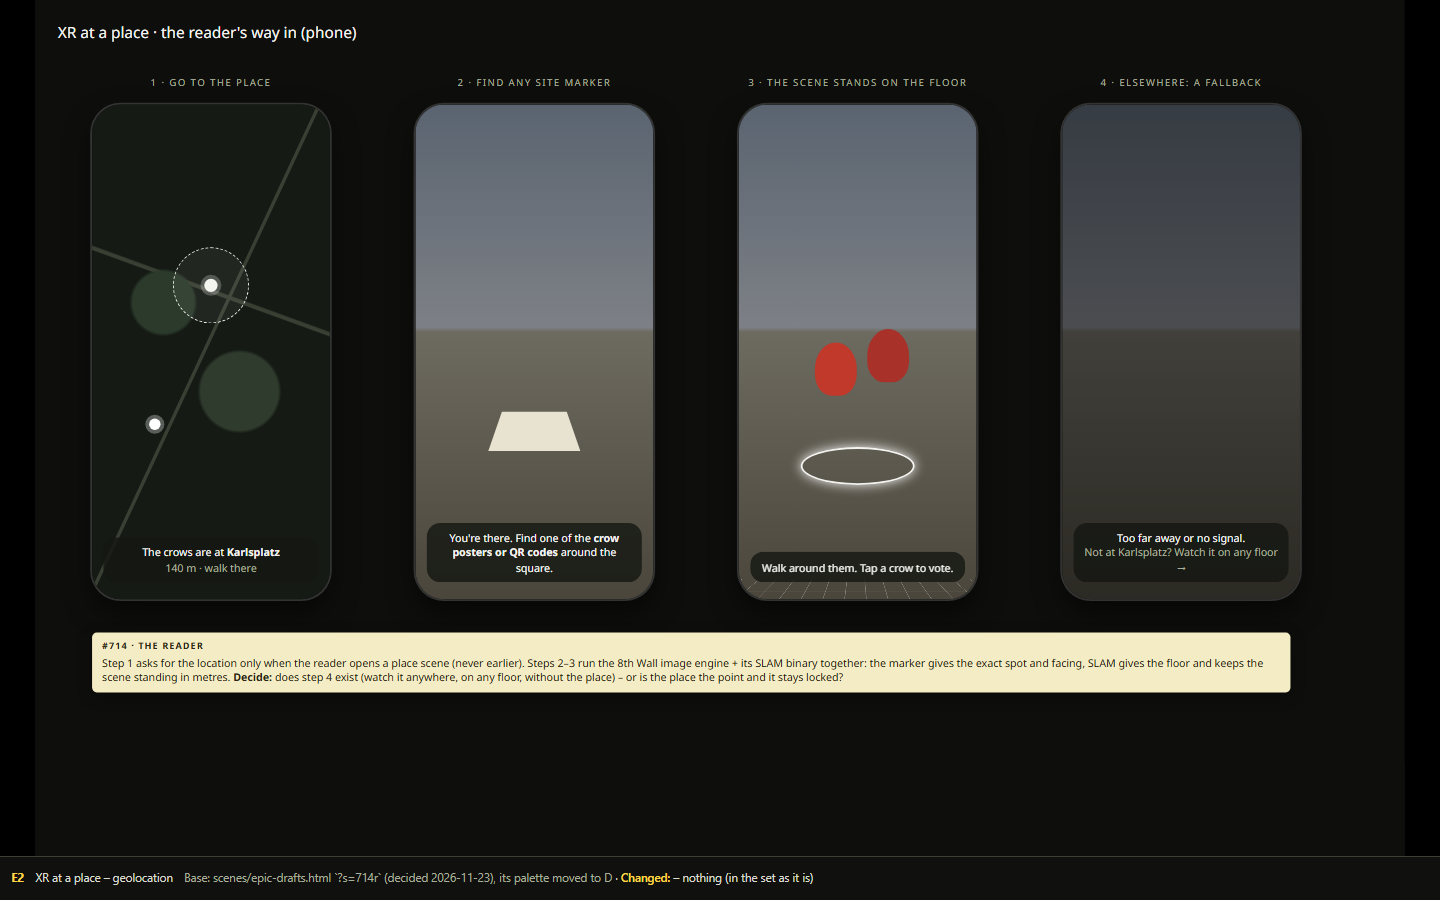 XR at a place · the reader's way in (phone)
1 · GO TO THE PLACE
2 · FIND ANY SITE MARKER
3 · THE SCENE STANDS ON THE FLOOR
4 · ELSEWHERE: A FALLBACK
The crows are at Karlsplatz
140 m · walk there
You're there. Find one of the crow
posters or QR codes around the
square.
Walk around them. Tap a crow to vote.
Too far away or no signal.
Not at Karlsplatz? Watch it on any floor
→
#714 · THE READER
Step 1 asks for the location only when the reader opens a place scene (never earlier). Steps 2–3 run the 8th Wall image engine + its SLAM binary together: the marker gives the exact spot and facing, SLAM gives the floor and keeps the
scene standing in metres. Decide: does step 4 exist (watch it anywhere, on any floor, without the place) – or is the place the point and it stays locked?
E2 XR at a place – geolocation Base: scenes/epic-drafts.html `?s=714r` (decided 2026-11-23), its palette moved to D · Changed: – nothing (in the set as it is)